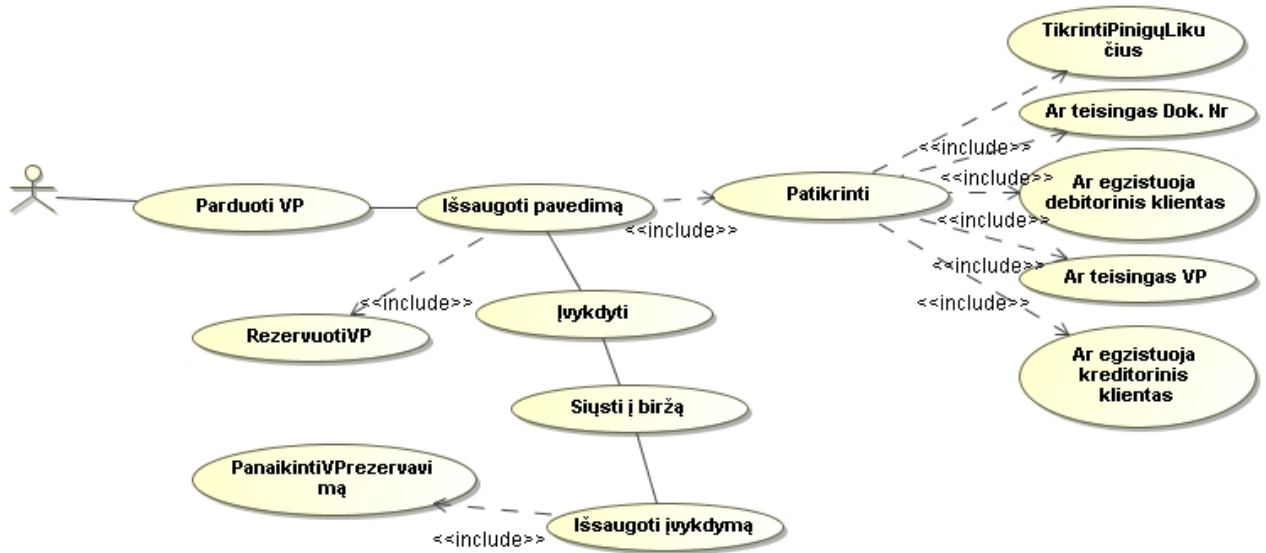 TikrintiPinigųLiku
čius
Ar teisingas Dok. Nr
<<include>>
<<include>>
Ar egzistuoja
debitorinis klientas
Patikrinti
Parduoti VP
Išsaugoti pavedimą
<<include>>
<<include>>
<<include>>
Ar teisingas VP
<<include>>
<<include>>
Įvykdyti
RezervuotiVP
Ar egzistuoja
kreditorinis
klientas
Siųsti į biržą
PanaikintiVPrezervavi
mą
Išsaugoti įvykdymą
<<include>>